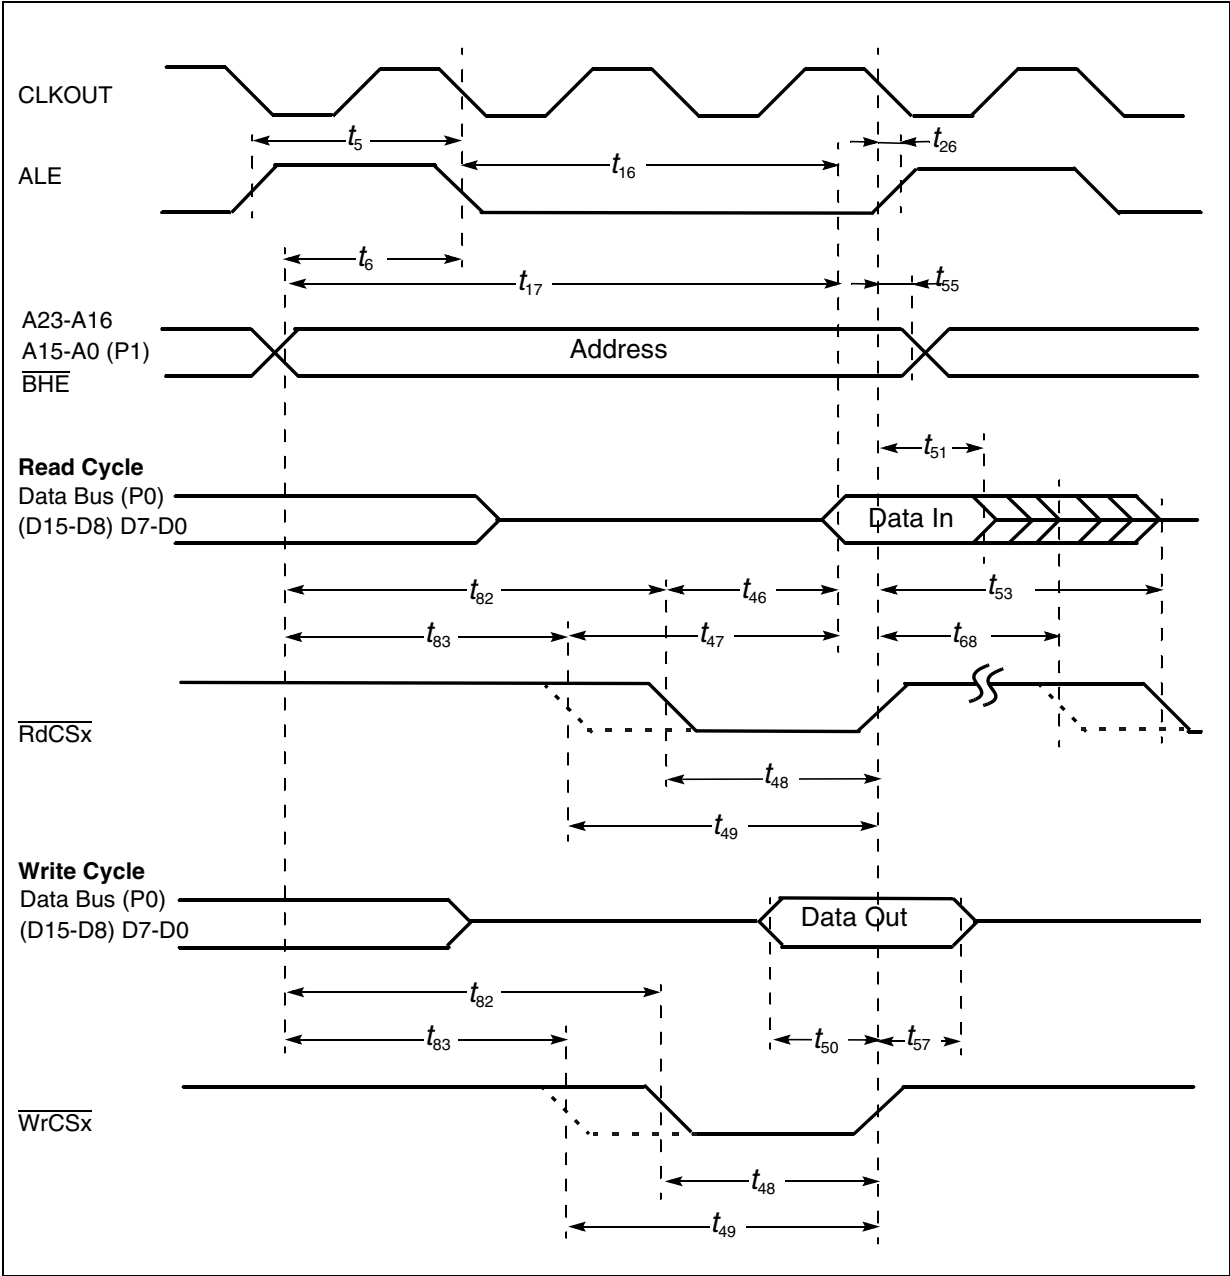 CLKOUT
t5
t26
ALE
t16
t6
t17
t55
A23-A16
A15-A0 (P1)
BHE
Address
t51
Read Cycle
Data Bus (P0)
(D15-D8) D7-D0
Data In
t82
t46
t53
t83
t47
t68
RdCSx
t48
t49
Write Cycle
Data Bus (P0)
(D15-D8) D7-D0
Data Out
t82
t83
t50
t57
WrCSx
t48
t49